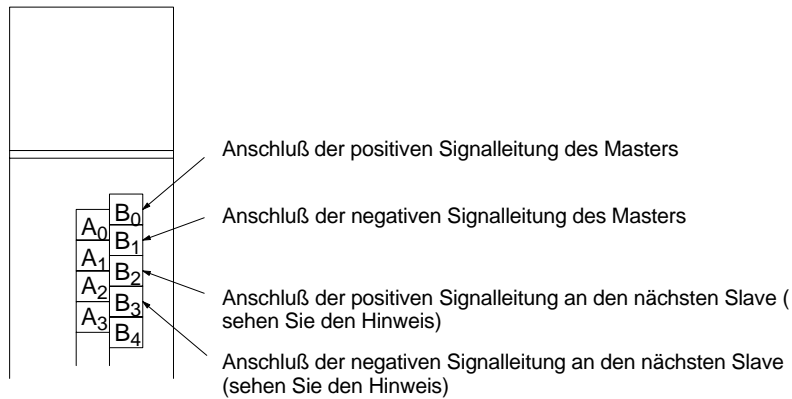 Anschluß der positiven Signalleitung des Masters
B0
A0
Anschluß der negativen Signalleitung des Masters
B1
A1
B2
A2
Anschluß der positiven Signalleitung an den nächsten Slave (
sehen Sie den Hinweis)
B3
A3
B4
Anschluß der negativen Signalleitung an den nächsten Slave
(sehen Sie den Hinweis)